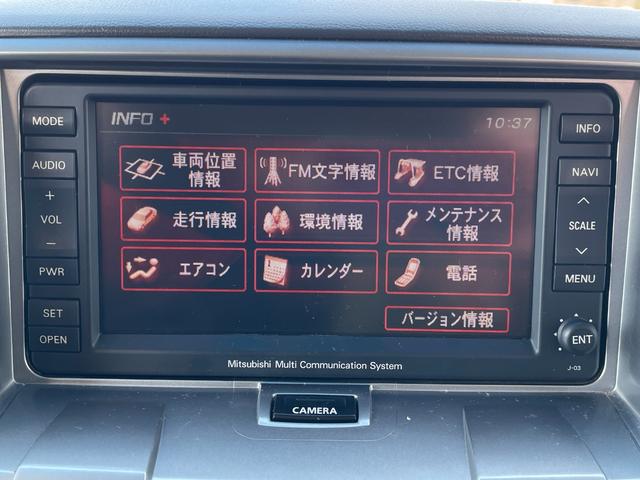 INFO +
10:37
MODE
AUDIO
+
VOL
−
PWR
SET
OPEN
車両位置
情報
FM文字情報
ETC情報
走行情報
環境情報
メンテナンス
情報
エアコン
カレンダー
電話
バージョン情報
INFO
NAVI
SCALE
MENU
ENT
J-03
Mitsubishi Multi Communication System
CAMERA